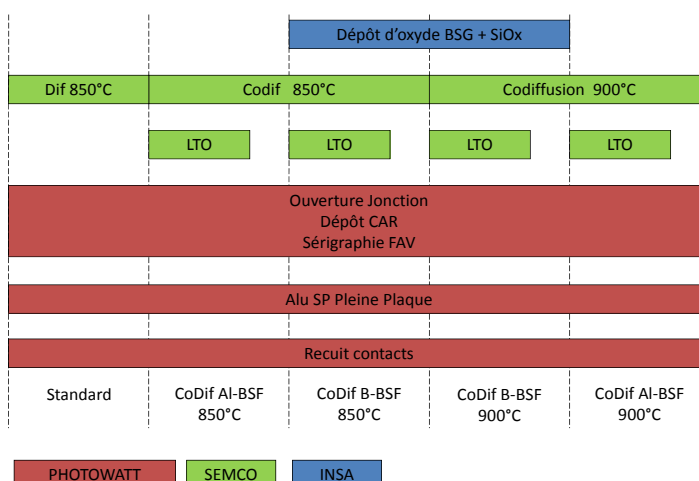 Dépôt d'oxyde BSG + SiOx
Dif 850°C
Codif 850°C
Codiffusion 900°C
LTO
LTO
LTO
LTO
Ouverture Jonction
Dépôt CAR
Sérigraphie FAV
Alu SP Pleine Plaque
Recuit contacts
Standard
CoDif Al-BSF
850°C
CoDif B-BSF
850°C
CoDif B-BSF
900°C
CoDif Al-BSF
900°C
PHOTOWATT
SEMCO
INSA